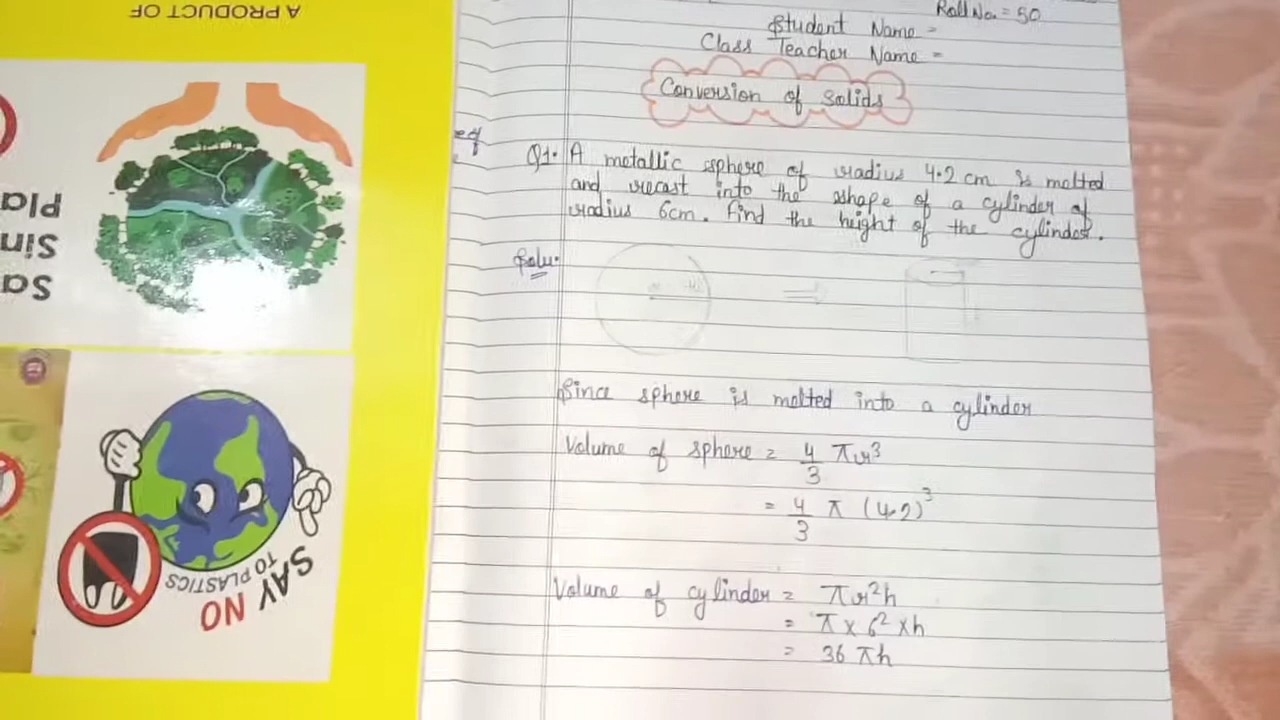 A PRODUCT OF
Pla
Sin
Sa
SAY
NO
TO PLASTICS
Roll No. = 50
Student Name =
Class Teacher Name =
Conversion of Solids
Q1. A metallic sphere of radius 4.2 cm is melted
and recast into the shape of a cylinder of
radius 6cm. Find the height of the cylinder.
Solu.
⇒
Since sphere is melted into a cylinder
Volume of sphere = 4/3 πr³
= 4/3 π (4.2)³
Volume of cylinder = πr²h
= π × 6² × h
= 36 πh